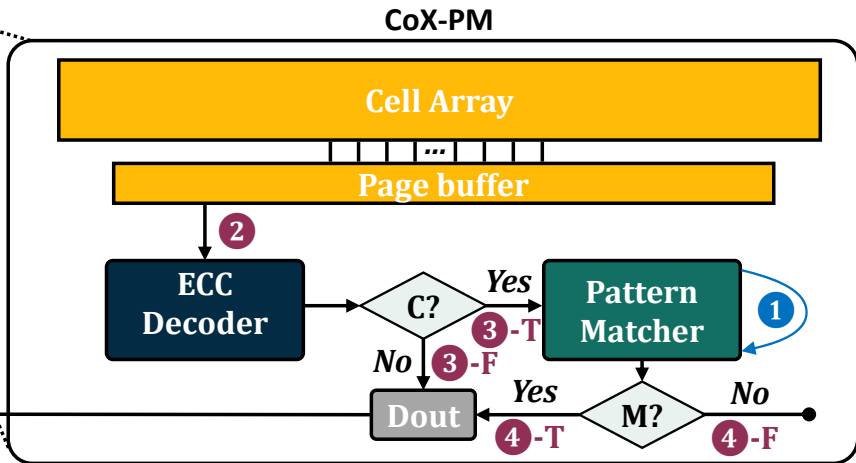 CoX-PM
Cell Array
...
Page buffer
2
ECC
Decoder
C?
Yes
3-T
Pattern
Matcher
1
No
3-F
Dout
Yes
4-T
M?
No
4-F